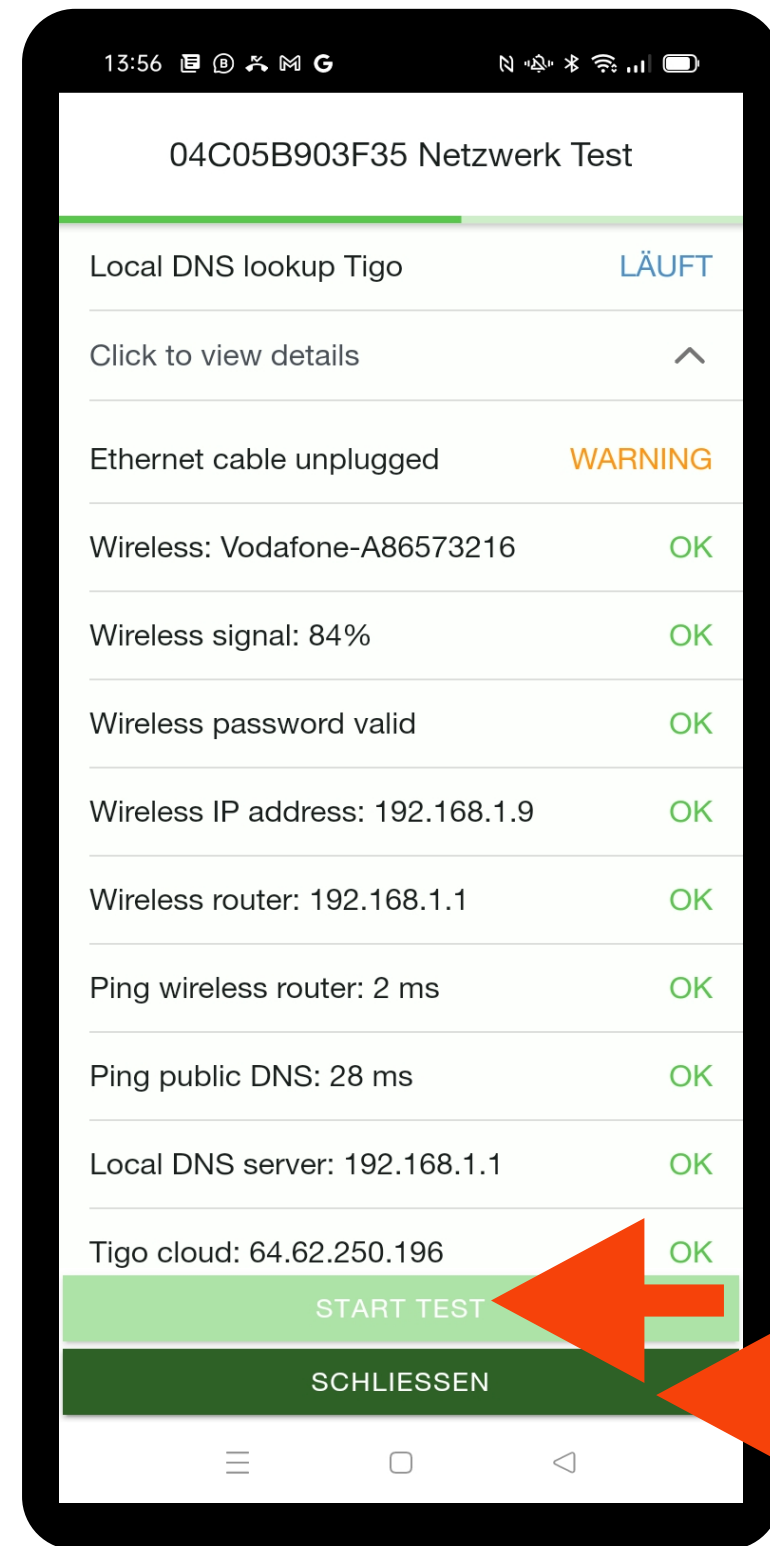 13:56
04C05B903F35 Netzwerk Test
Local DNS lookup Tigo LÄUFT
Click to view details
Ethernet cable unplugged WARNING
Wireless: Vodafone-A86573216 OK
Wireless signal: 84% OK
Wireless password valid OK
Wireless IP address: 192.168.1.9 OK
Wireless router: 192.168.1.1 OK
Ping wireless router: 2 ms OK
Ping public DNS: 28 ms OK
Local DNS server: 192.168.1.1 OK
Tigo cloud: 64.62.250.196 OK
START TEST
SCHLIESSEN